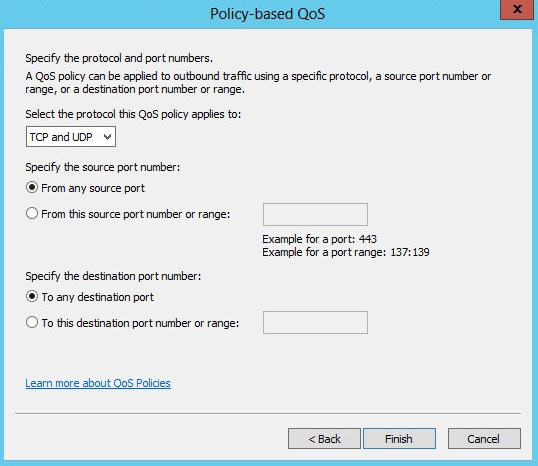 Policy-based QoS
x
Specify the protocol and port numbers.
A QoS policy can be applied to outbound traffic using a specific protocol, a source port number or
range, or a destination port number or range.
Select the protocol this QoS policy applies to:
TCP and UDP
Specify the source port number:
From any source port
From this source port number or range:
Example for a port: 443
Example for a port range: 137:139
Specify the destination port number:
To any destination port
To this destination port number or range:
Learn more about QoS Policies
< Back Finish Cancel